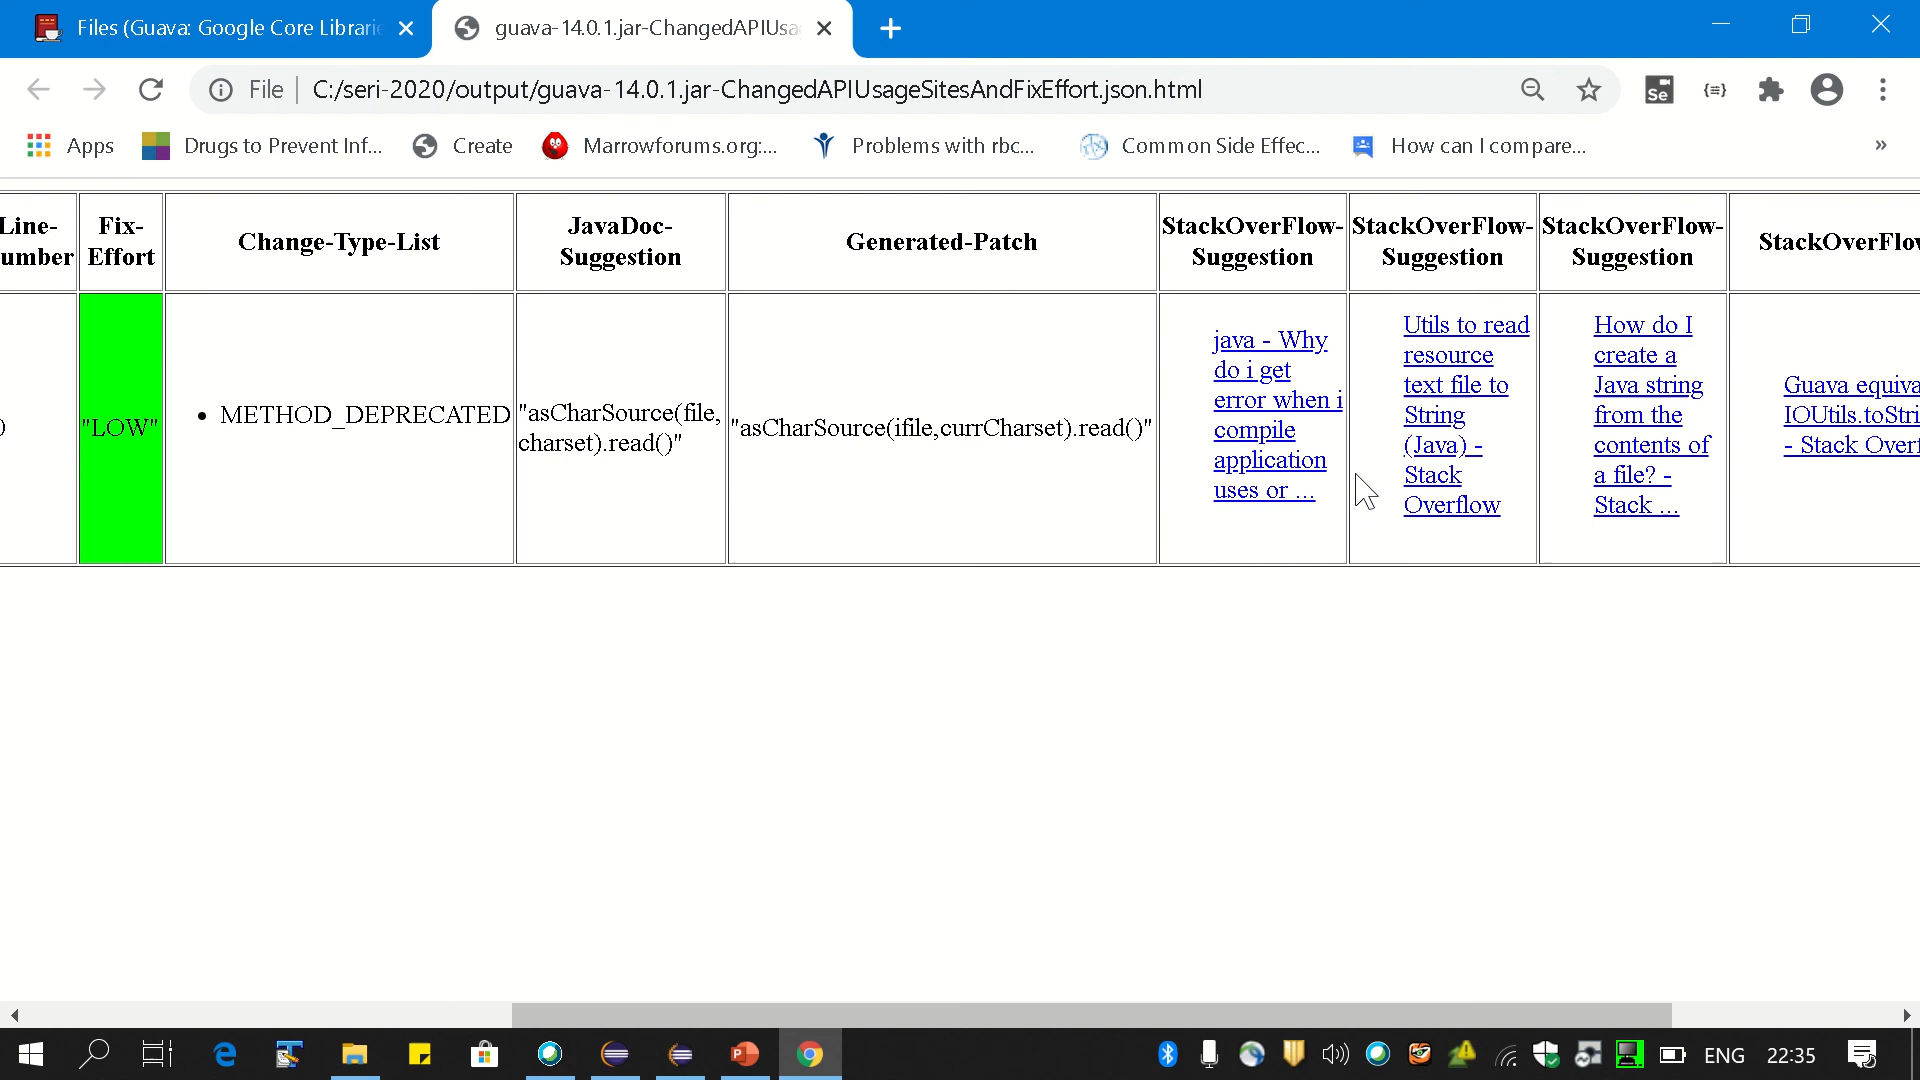 Files (Guava: Google Core Librarie
guava-14.0.1.jar-ChangedAPIUsa
File
C:/seri-2020/output/guava-14.0.1.jar-ChangedAPIUsageSitesAndFixEffort.json.html
Se
Apps
Drugs to Prevent Inf...
Create
Marrowforums.org:...
Problems with rbc...
Common Side Effec...
How can I compare...
»
Line-
umber
Fix-
Effort
Change-Type-List
JavaDoc-
Suggestion
Generated-Patch
StackOverFlow-
Suggestion
StackOverFlow-
Suggestion
StackOverFlow-
Suggestion
StackOverFlow
0
"LOW"
• METHOD_DEPRECATED
"asCharSource(file,
charset).read()"
"asCharSource(ifile,currCharset).read()"
java - Why
do i get
error when i
compile
application
uses or ...
Utils to read
resource
text file to
String
(Java) -
Stack
Overflow
How do I
create a
Java string
from the
contents of
a file? -
Stack ...
Guava equiva
IOUtils.toStri
- Stack Overf
ENG
22:35